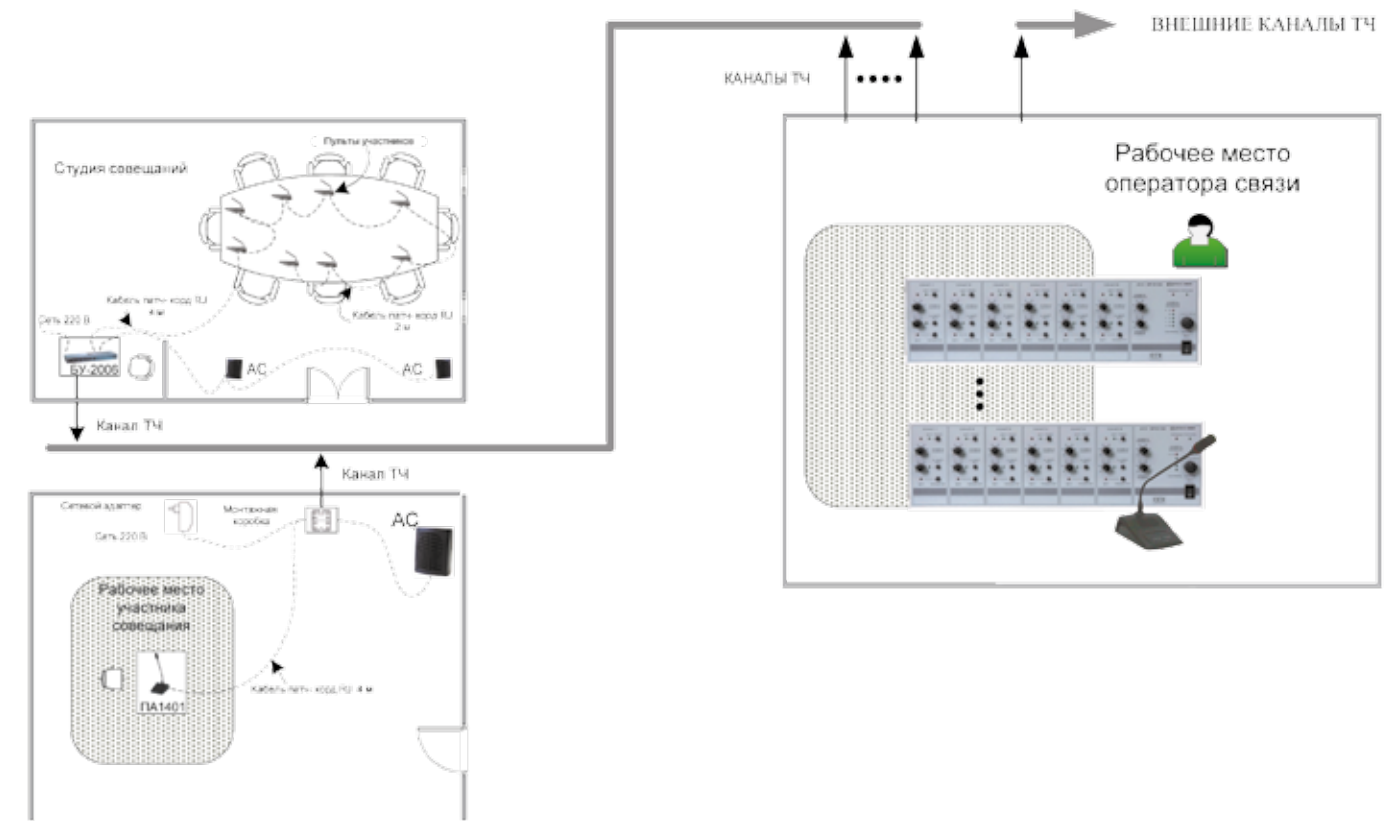 ВНЕШНИЕ КАНАЛЫ ТЧ
КАНАЛЫ ТЧ
Рабочее место
оператора связи
Студия совещаний
Пульты участников
Кабель патч- корд RJ
4 м
Сеть 220 В
Кабель патч- корд RJ
2 м
БУ-2006
АС
АС
Канал ТЧ
Канал ТЧ
Сетевой адаптер
Монтажная
коробка
Сеть 220 В
АС
Рабочее место
участника
совещания
ПА1401
Кабель патч- корд RJ 4 м